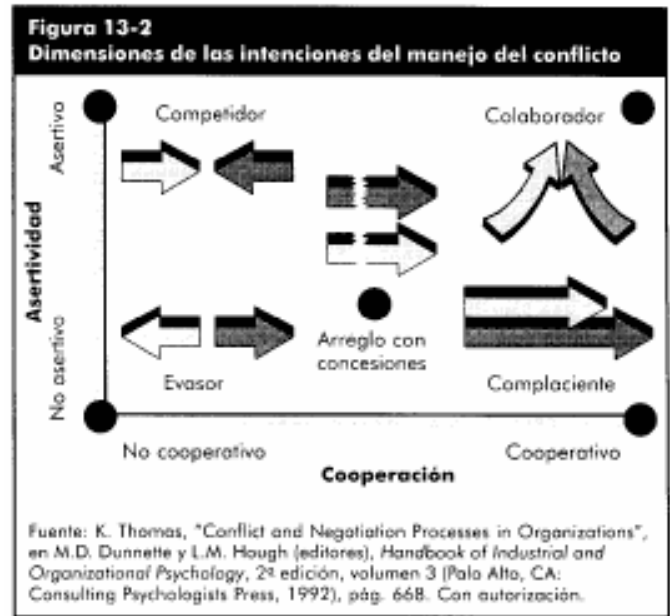 Figura 13-2
Dimensiones de las intenciones del manejo del conflicto
Asertividad
Asertivo
No asertivo
Competidor
Colaborador
Arreglo con
concesiones
Evasor
Complaciente
No cooperativo
Cooperativo
Cooperación
Fuente: K. Thomas, "Conflict and Negotiation Processes in Organizations",
en M.D. Dunnette y L.M. Hough (editores), Handbook of Industrial and
Organizational Psychology, 2ª edición, volumen 3 (Palo Alto, CA:
Consulting Psychologists Press, 1992), pág. 668. Con autorización.